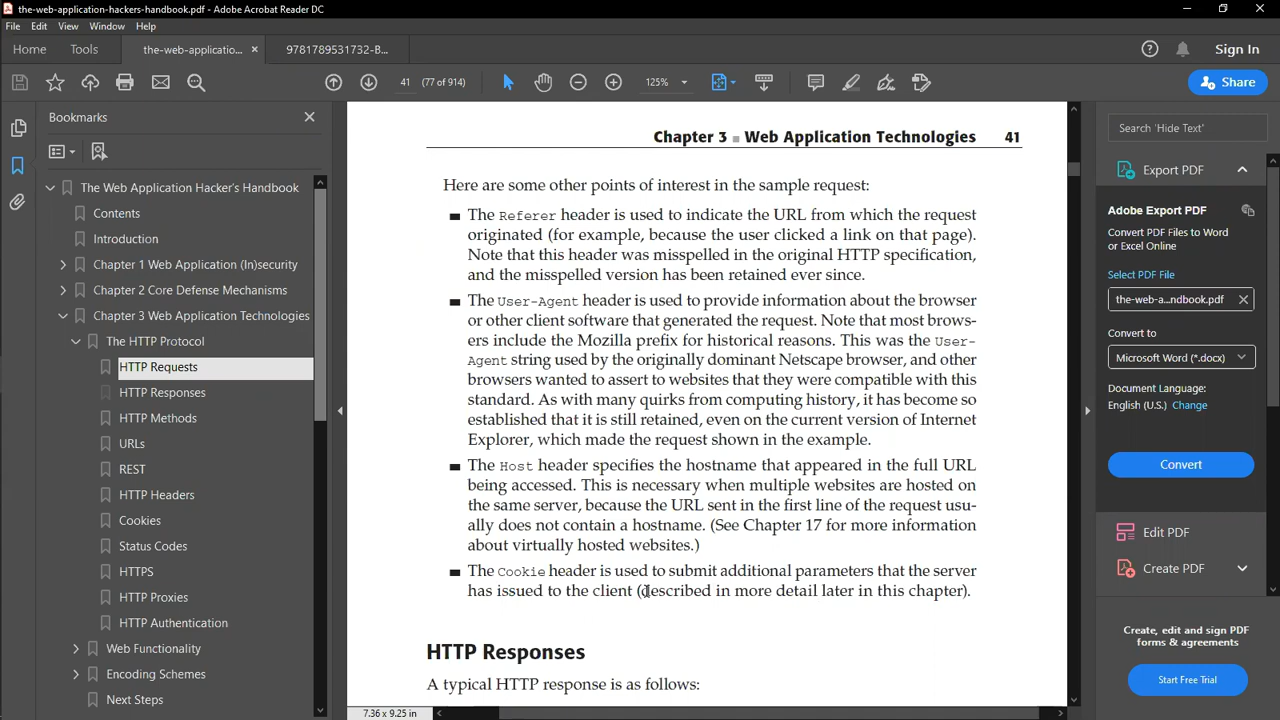 the-web-application-hackers-handbook.pdf - Adobe Acrobat Reader DC
File Edit View Window Help
Home Tools the-web-applicatio... × 9781789531732-B... Sign In
41 (77 of 914) 125% Share
Bookmarks ×
The Web Application Hacker's Handbook
Contents
Introduction
Chapter 1 Web Application (In)security
Chapter 2 Core Defense Mechanisms
Chapter 3 Web Application Technologies
The HTTP Protocol
HTTP Requests
HTTP Responses
HTTP Methods
URLs
REST
HTTP Headers
Cookies
Status Codes
HTTPS
HTTP Proxies
HTTP Authentication
Web Functionality
Encoding Schemes
Next Steps
Chapter 3 ■ Web Application Technologies 41
Here are some other points of interest in the sample request:
■ The Referer header is used to indicate the URL from which the request
originated (for example, because the user clicked a link on that page).
Note that this header was misspelled in the original HTTP specification,
and the misspelled version has been retained ever since.
■ The User-Agent header is used to provide information about the browser
or other client software that generated the request. Note that most brows-
ers include the Mozilla prefix for historical reasons. This was the User-
Agent string used by the originally dominant Netscape browser, and other
browsers wanted to assert to websites that they were compatible with this
standard. As with many quirks from computing history, it has become so
established that it is still retained, even on the current version of Internet
Explorer, which made the request shown in the example.
■ The Host header specifies the hostname that appeared in the full URL
being accessed. This is necessary when multiple websites are hosted on
the same server, because the URL sent in the first line of the request usu-
ally does not contain a hostname. (See Chapter 17 for more information
about virtually hosted websites.)
■ The Cookie header is used to submit additional parameters that the server
has issued to the client (described in more detail later in this chapter).
HTTP Responses
A typical HTTP response is as follows:
7.36 x 9.25 in
Search 'Hide Text'
Export PDF
Adobe Export PDF
Convert PDF Files to Word
or Excel Online
Select PDF File
the-web-a...ndbook.pdf ×
Convert to
Microsoft Word (*.docx)
Document Language:
English (U.S.) Change
Convert
Edit PDF
Create PDF
Create, edit and sign PDF
forms & agreements
Start Free Trial